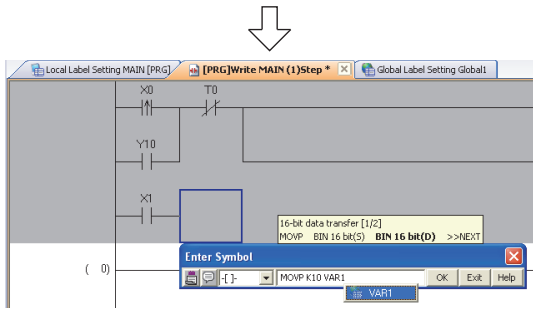 Local Label Setting MAIN [PRG] [PRG]Write MAIN (1)Step * Global Label Setting Global1
X0 T0
Y10
X1
16-bit data transfer [1/2]
MOVP BIN 16 bit(S) BIN 16 bit(D) >>NEXT
Enter Symbol
( 0) -[ ]- MOVP K10 VAR1 OK Exit Help
VAR1